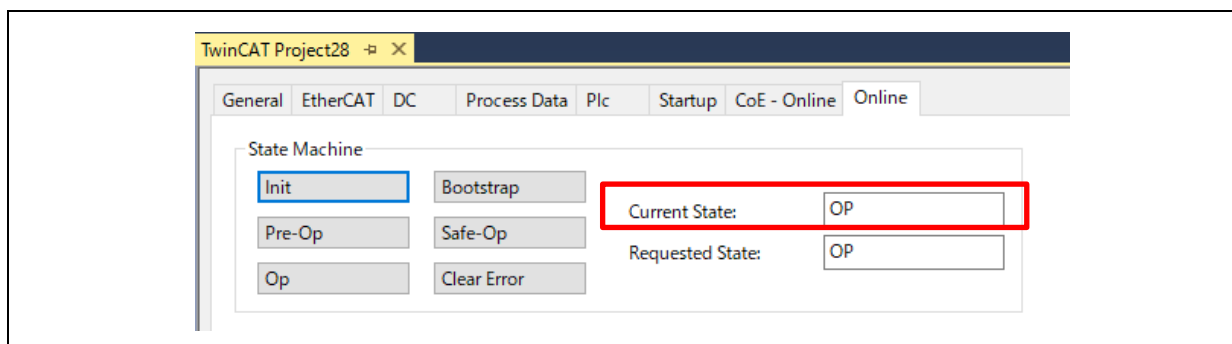 TwinCAT Project28
General EtherCAT DC Process Data Plc Startup CoE - Online Online
State Machine
Init Bootstrap
Current State: OP
Pre-Op Safe-Op
Requested State: OP
Op Clear Error